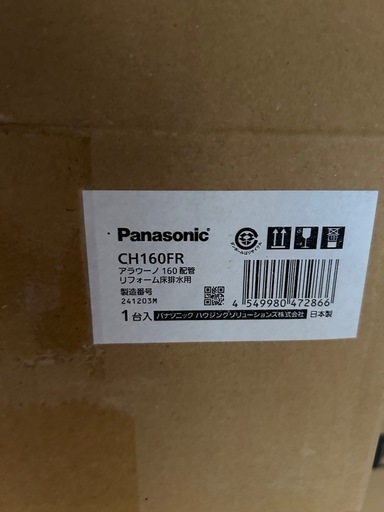 Panasonic
CH160FR
アラウーノ 160 配管
リフォーム床排水用
製造番号
241203M
1台入
4 549980 472866
パナソニック ハウジングソリューションズ株式会社
日本製